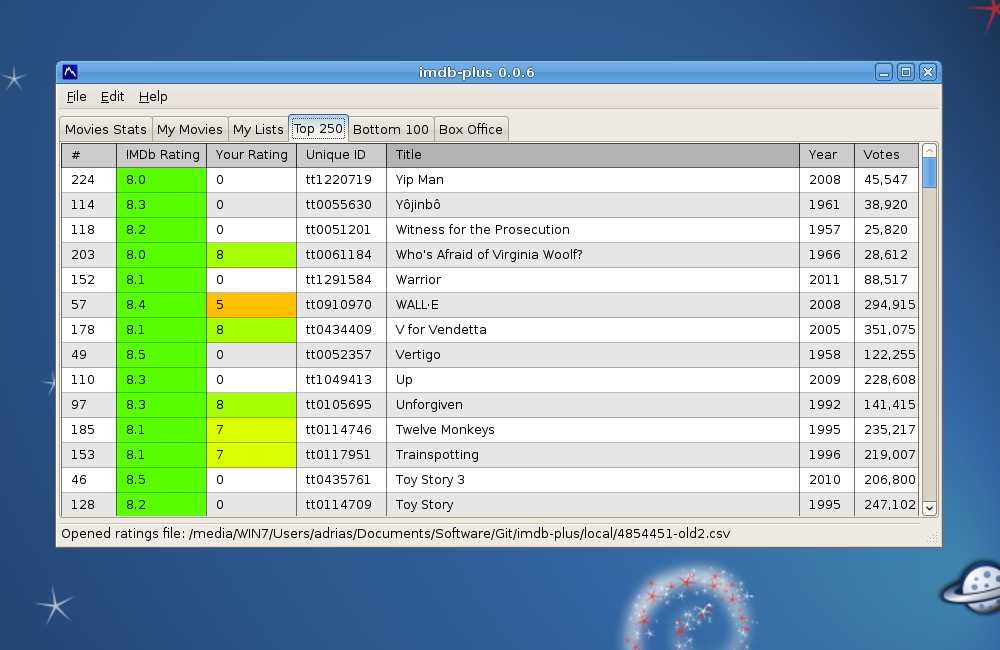 imdb-plus 0.0.6
File Edit Help
Movies Stats My Movies My Lists Top 250 Bottom 100 Box Office
# IMDb Rating Your Rating Unique ID Title Year Votes
224 8.0 0 tt1220719 Yip Man 2008 45,547
114 8.3 0 tt0055630 Yôjinbô 1961 38,920
118 8.2 0 tt0051201 Witness for the Prosecution 1957 25,820
203 8.0 8 tt0061184 Who's Afraid of Virginia Woolf? 1966 28,612
152 8.1 0 tt1291584 Warrior 2011 88,517
57 8.4 5 tt0910970 WALL·E 2008 294,915
178 8.1 8 tt0434409 V for Vendetta 2005 351,075
49 8.5 0 tt0052357 Vertigo 1958 122,255
110 8.3 0 tt1049413 Up 2009 228,608
97 8.3 8 tt0105695 Unforgiven 1992 141,415
185 8.1 7 tt0114746 Twelve Monkeys 1995 235,217
153 8.1 7 tt0117951 Trainspotting 1996 219,007
46 8.5 0 tt0435761 Toy Story 3 2010 206,800
128 8.2 0 tt0114709 Toy Story 1995 247,102
Opened ratings file: /media/WIN7/Users/adrias/Documents/Software/Git/imdb-plus/local/4854451-old2.csv